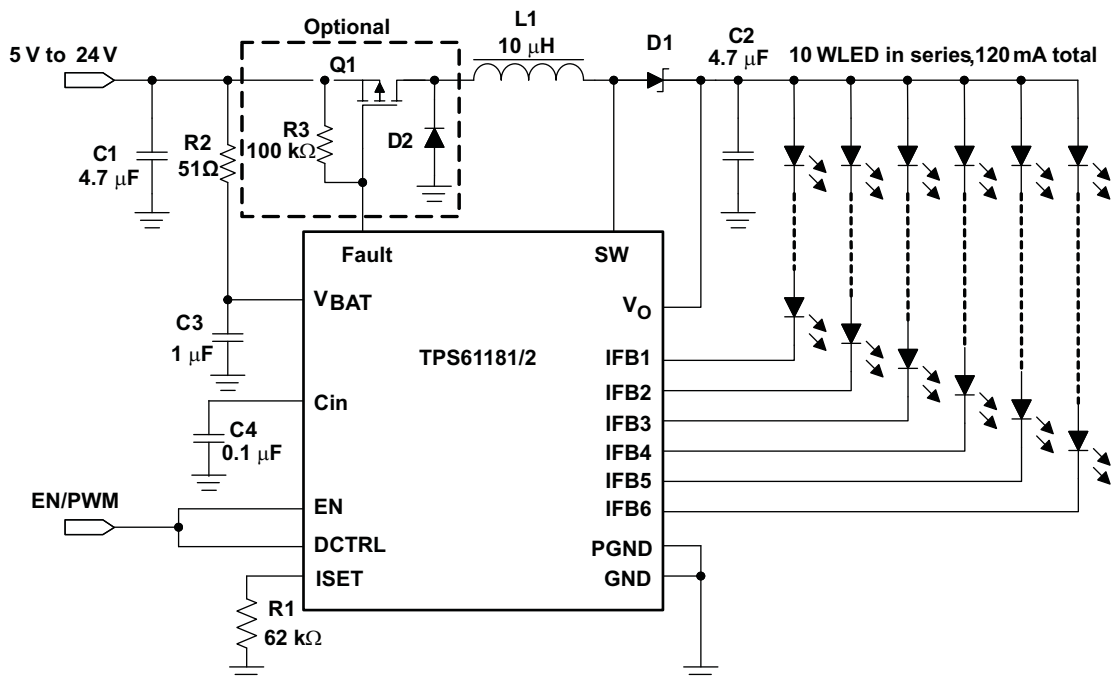 L1
10 μH
Optional
Q1
D1
C2
4.7 μF
10 WLED in series,120 mA total
5 V to 24 V
R3
100 kΩ
D2
R2
51Ω
C1
4.7 μF
Fault
SW
VBAT
VO
C3
1 μF
TPS61181/2
IFB1
IFB2
Cin
IFB3
C4
0.1 μF
IFB4
IFB5
EN/PWM
EN
IFB6
DCTRL
PGND
ISET
GND
R1
62 kΩ